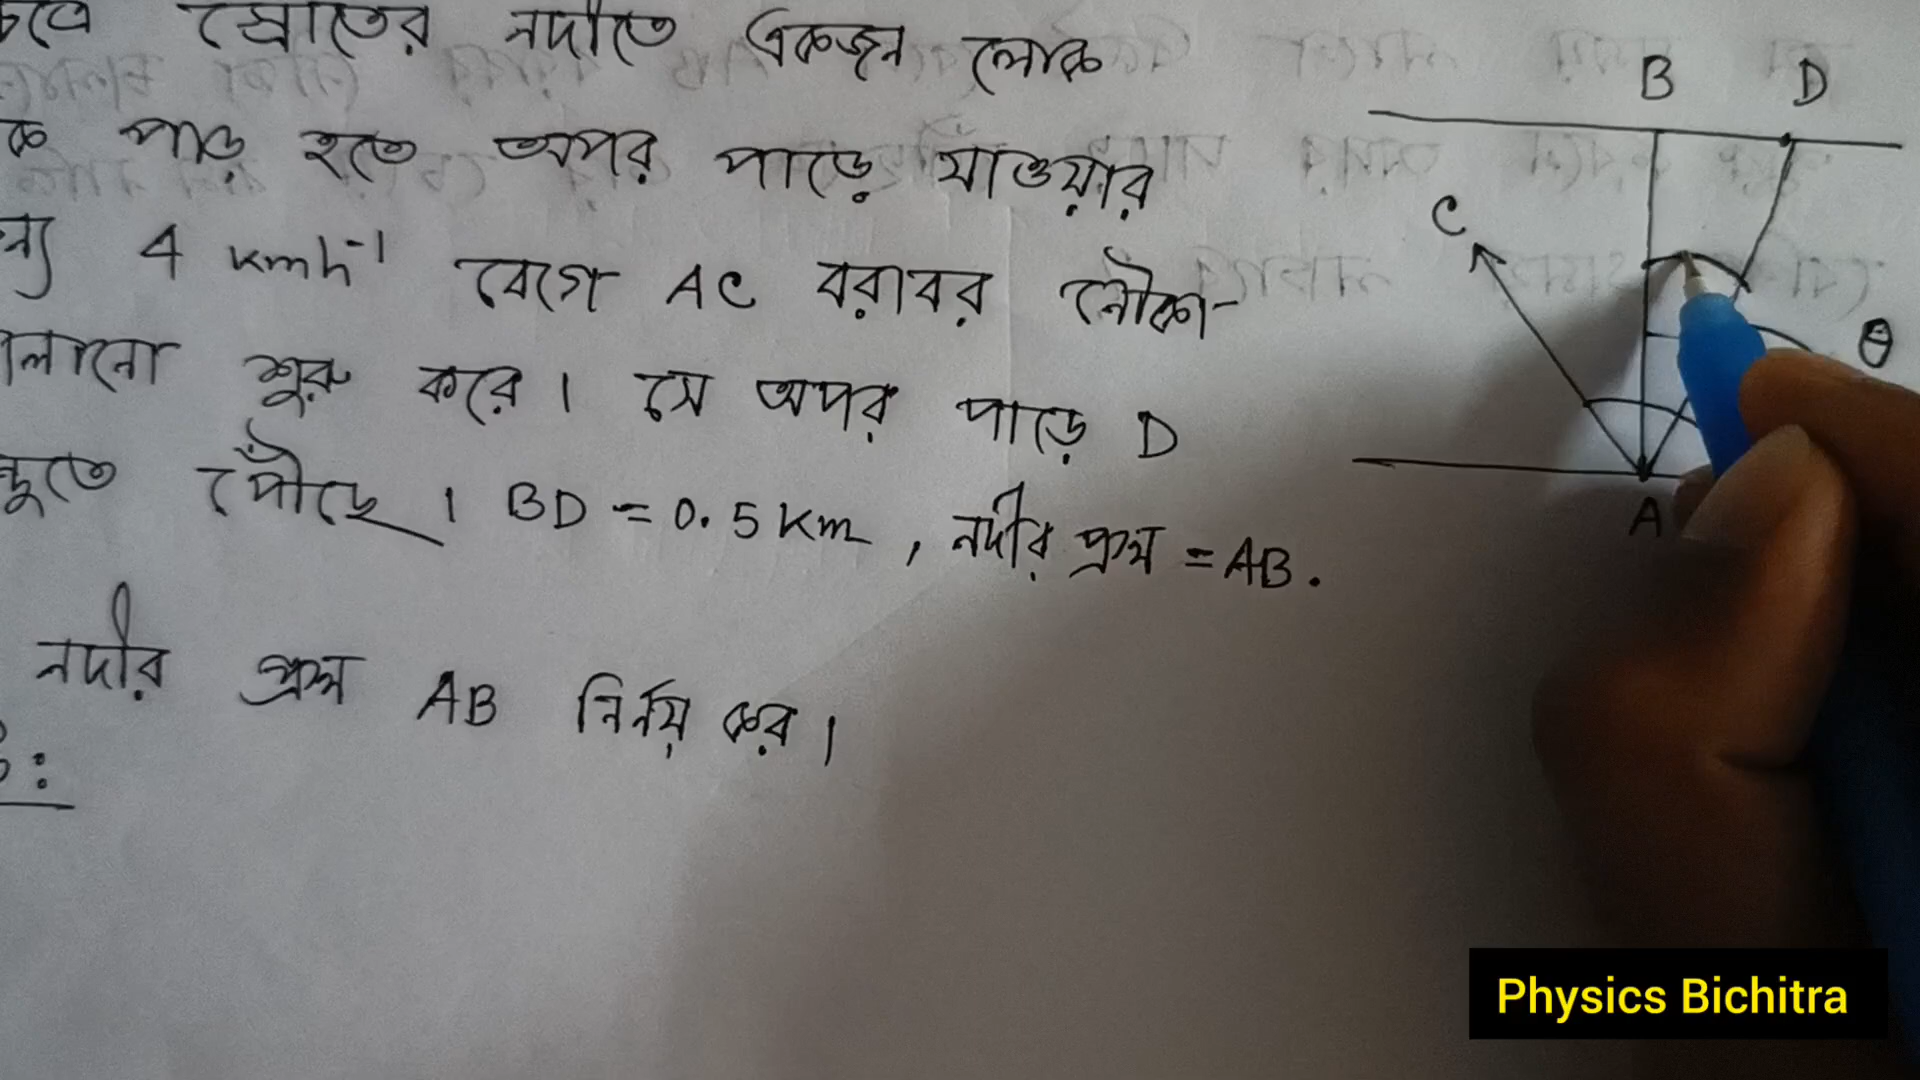 স্রোতের নদীতে একজন লোক
পাড় হতে অপর পাড়ে যাওয়ার
4 kmh⁻¹ বেগে AC বরাবর নৌকা
লানো শুরু করে। সে অপর পাড়ে D
ন্দুতে পৌঁছে। BD = 0.5 km, নদীর প্রস্থ = AB.
নদীর প্রস্থ AB নির্নয় কর।
B D
C
θ
A
Physics Bichitra